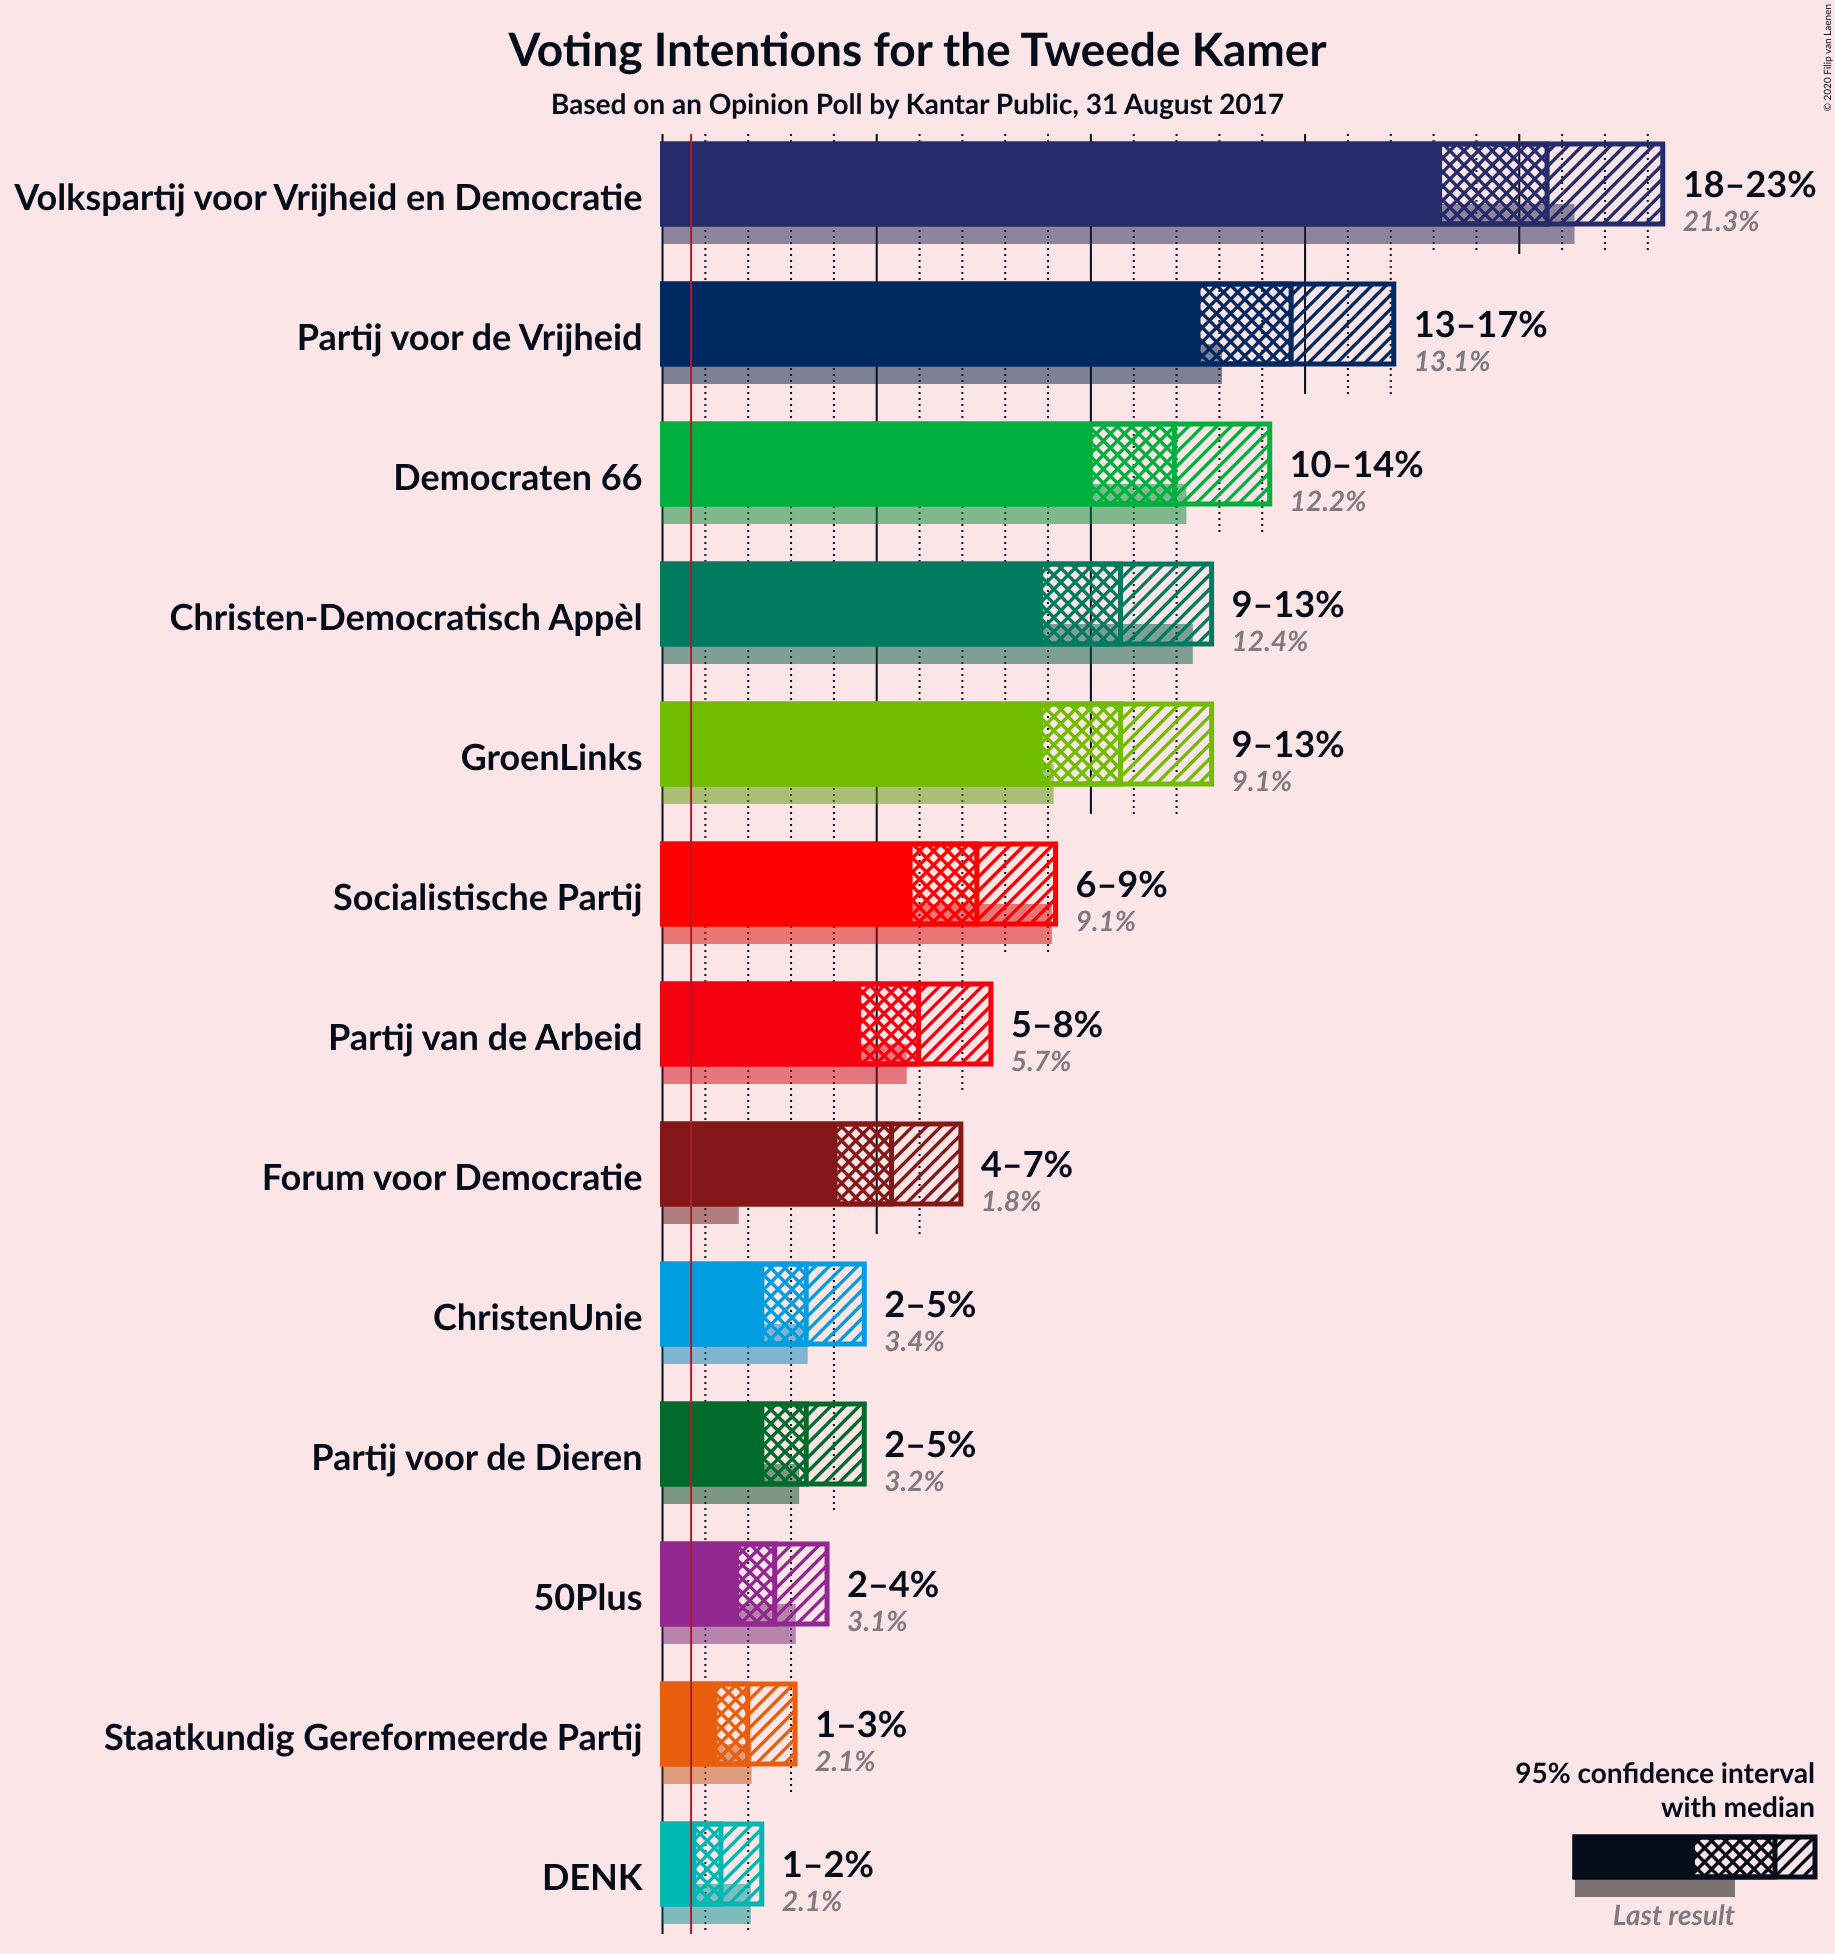 Voting Intentions for the Tweede Kamer
Based on an Opinion Poll by Kantar Public, 31 August 2017
© 2020 Filip van Laenen
Volkspartij voor Vrijheid en Democratie
18–23%
21.3%
Partij voor de Vrijheid
13–17%
13.1%
Democraten 66
10–14%
12.2%
Christen-Democratisch Appèl
9–13%
12.4%
GroenLinks
9–13%
9.1%
Socialistische Partij
6–9%
9.1%
Partij van de Arbeid
5–8%
5.7%
Forum voor Democratie
4–7%
1.8%
ChristenUnie
2–5%
3.4%
Partij voor de Dieren
2–5%
3.2%
50Plus
2–4%
3.1%
Staatkundig Gereformeerde Partij
1–3%
2.1%
DENK
1–2%
2.1%
95% confidence interval
with median
Last result